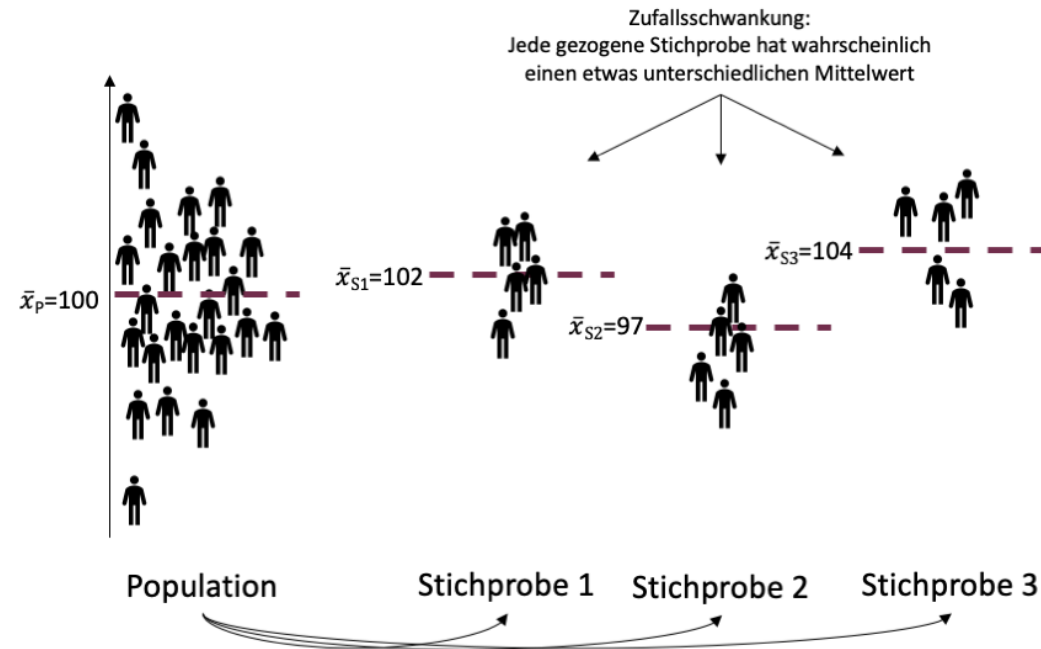 Zufallsschwankung:
Jede gezogene Stichprobe hat wahrscheinlich
einen etwas unterschiedlichen Mittelwert
x̄P=100
x̄S1=102
x̄S2=97
x̄S3=104
Population
Stichprobe 1
Stichprobe 2
Stichprobe 3